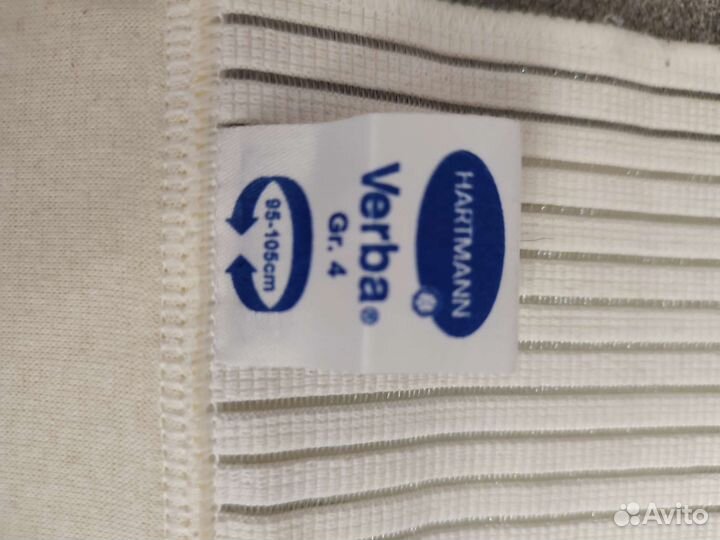 HARTMANN
Verba®
Gr. 4
95-105cm
Avito